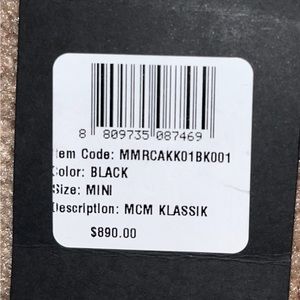 8 809735 087469
Item Code: MMRCAKK01BK001
Color: BLACK
Size: MINI
Description: MCM KLASSIK
$890.00